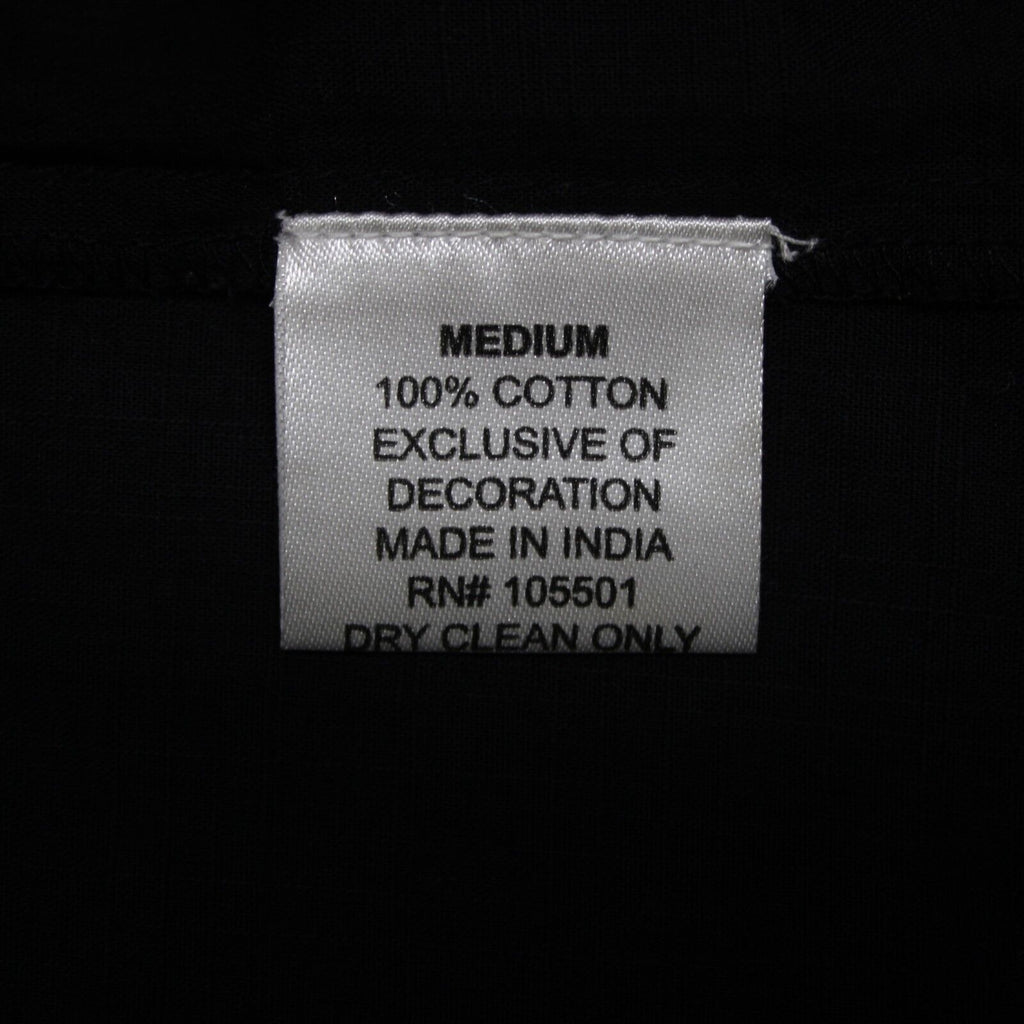 MEDIUM
100% COTTON
EXCLUSIVE OF
DECORATION
MADE IN INDIA
RN# 105501
DRY CLEAN ONLY